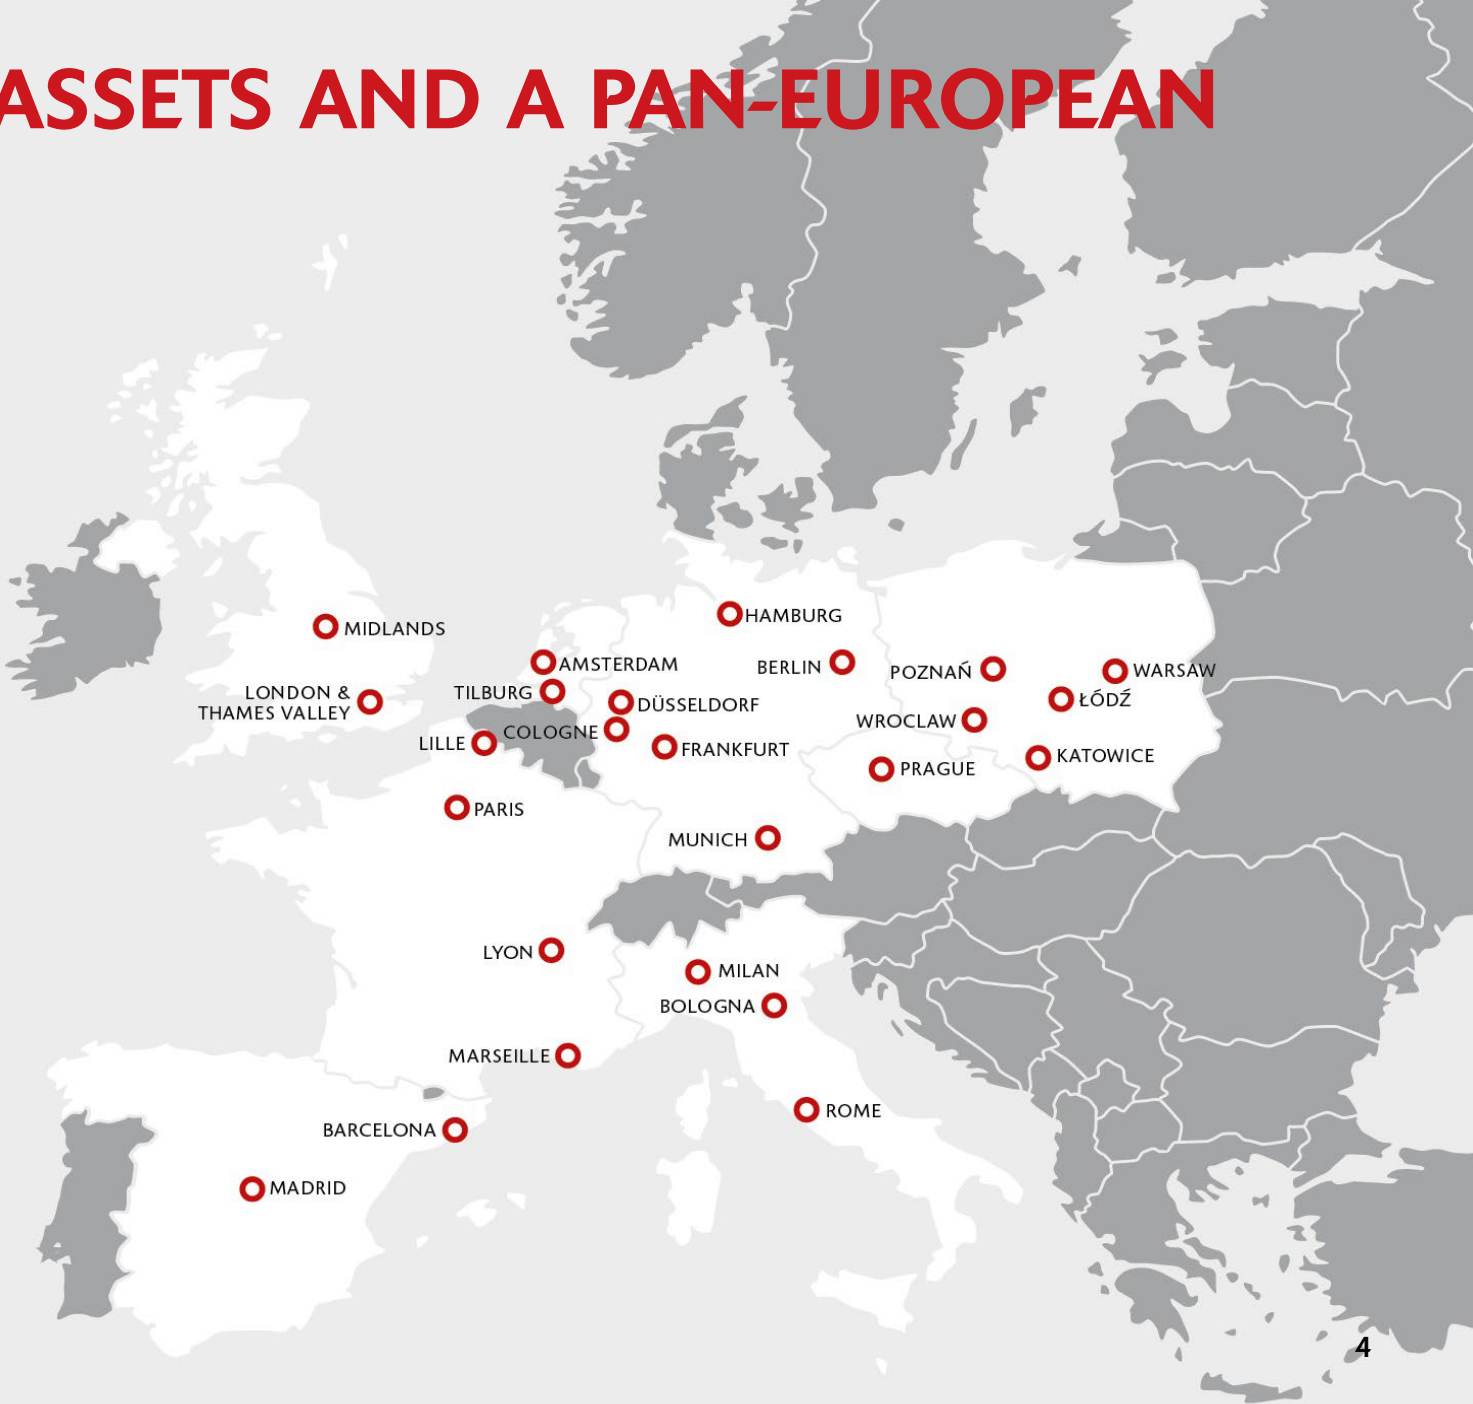 ASSETS AND A PAN-EUROPEAN
HAMBURG
MIDLANDS
AMSTERDAM
BERLIN
POZNAŃ
WARSAW
LONDON &
THAMES VALLEY
TILBURG
DÜSSELDORF
ŁÓDŹ
WROCLAW
COLOGNE
LILLE
FRANKFURT
KATOWICE
PRAGUE
PARIS
MUNICH
LYON
MILAN
BOLOGNA
MARSEILLE
ROME
BARCELONA
MADRID
4